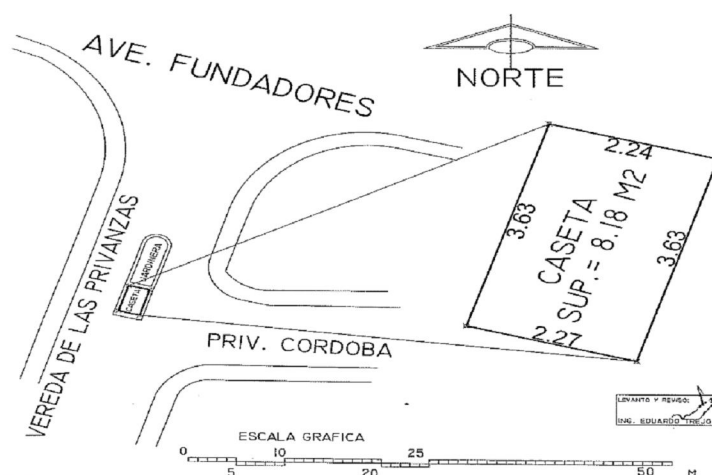 AVE. FUNDADORES
NORTE
2.24
3.63
CASETA
SUP. = 8.18 M2
3.63
2.27
VEREDA DE LAS PRIVANZAS
JARDINERA
CASETA
PRIV. CORDOBA
LEVANTO Y REVISO:
ING. EDUARDO TREJO
ESCALA GRAFICA
0 10 25 50
5 20 M